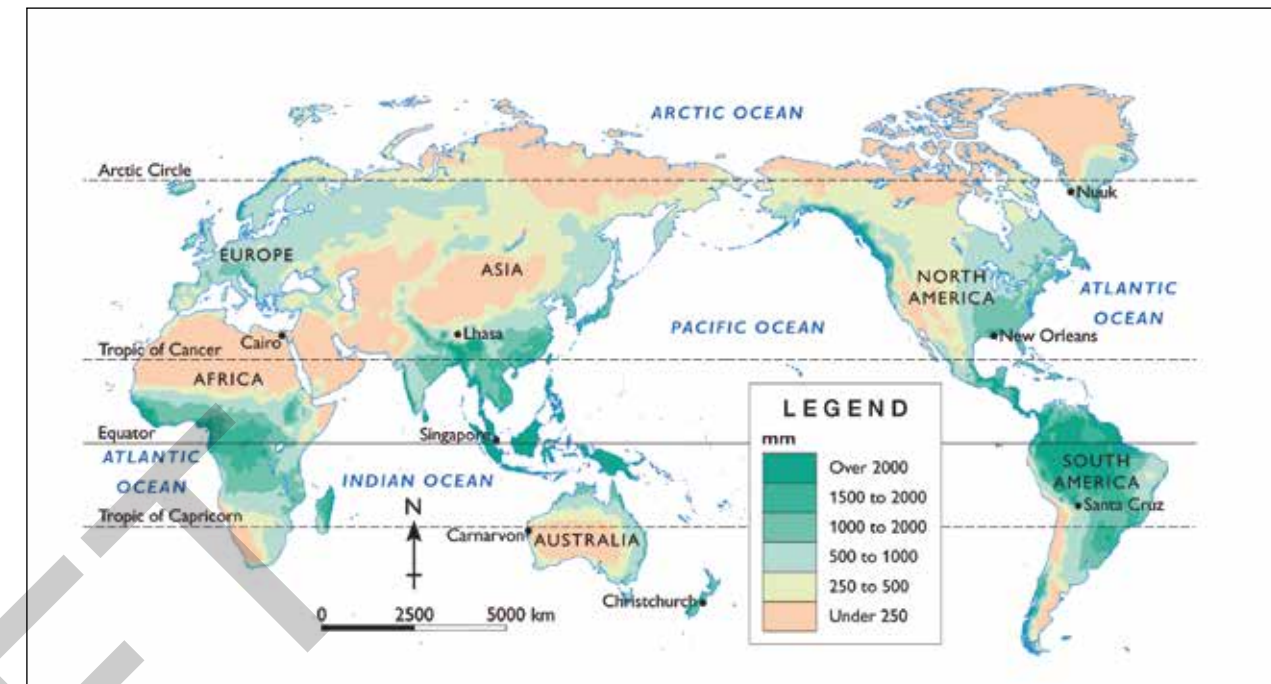 ARCTIC OCEAN
Arctic Circle
Nuuk
EUROPE
ASIA
NORTH
AMERICA
ATLANTIC
OCEAN
PACIFIC OCEAN
Lhasa
New Orleans
Cairo
Tropic of Cancer
AFRICA
LEGEND
mm
Over 2000
1500 to 2000
1000 to 2000
500 to 1000
250 to 500
Under 250
Equator
Singapore
ATLANTIC
OCEAN
INDIAN OCEAN
SOUTH
AMERICA
Santa Cruz
N
Tropic of Capricorn
Carnarvon
AUSTRALIA
Christchurch
0 2500 5000 km